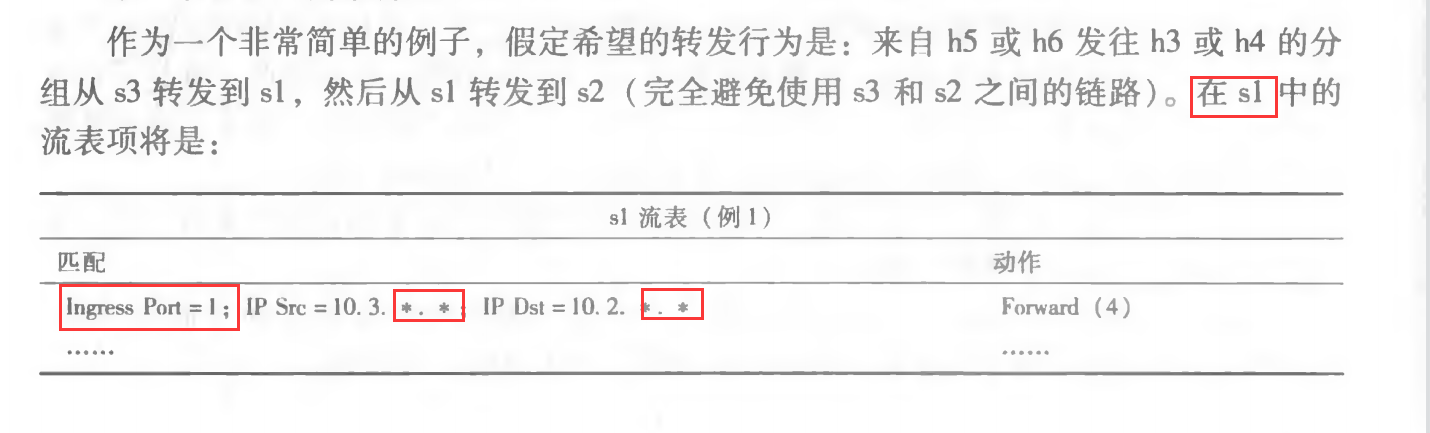 作为一个非常简单的例子，假定希望的转发行为是：来自 h5 或 h6 发往 h3 或 h4 的分
组从 s3 转发到 s1，然后从 s1 转发到 s2（完全避免使用 s3 和 s2 之间的链路）。在 s1 中的
流表项将是：
s1 流表（例 1）
匹配 动作
Ingress Port = 1; IP Src = 10. 3. *. *; IP Dst = 10. 2. *. * Forward (4)
…… ……